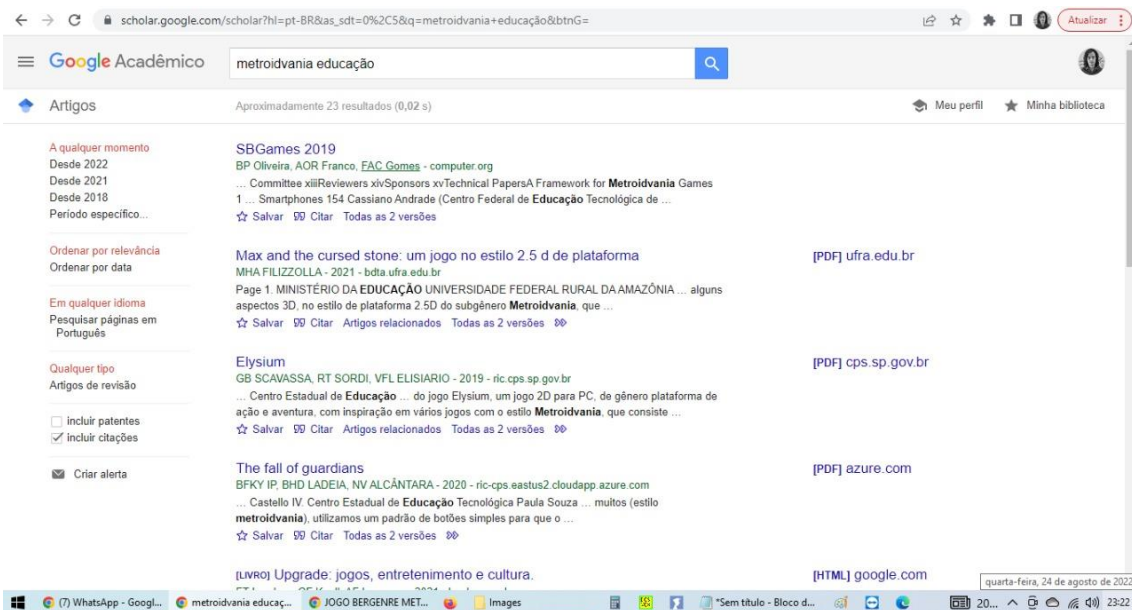 scholar.google.com/scholar?hl=pt-BR&as_sdt=0%2C5&q=metroidvania+educação&btnG=
Atualizar
Google Acadêmico
metroidvania educação
Artigos
Aproximadamente 23 resultados (0,02 s)
Meu perfil
Minha biblioteca
A qualquer momento
Desde 2022
Desde 2021
Desde 2018
Período específico...
Ordenar por relevância
Ordenar por data
Em qualquer idioma
Pesquisar páginas em
Português
Qualquer tipo
Artigos de revisão
incluir patentes
incluir citações
Criar alerta
SBGames 2019
BP Oliveira, AOR Franco, FAC Gomes - computer.org
... Committee xiiiReviewers xivSponsors xvTechnical PapersA Framework for Metroidvania Games
1 ... Smartphones 154 Cassiano Andrade (Centro Federal de Educação Tecnológica de ...
Salvar Citar Todas as 2 versões
Max and the cursed stone: um jogo no estilo 2.5 d de plataforma
[PDF] ufra.edu.br
MHA FILIZZOLLA - 2021 - bdta.ufra.edu.br
Page 1. MINISTÉRIO DA EDUCAÇÃO UNIVERSIDADE FEDERAL RURAL DA AMAZÔNIA ... alguns
aspectos 3D, no estilo de plataforma 2.5D do subgênero Metroidvania, que ...
Salvar Citar Artigos relacionados Todas as 2 versões
Elysium
[PDF] cps.sp.gov.br
GB SCAVASSA, RT SORDI, VFL ELISIARIO - 2019 - ric.cps.sp.gov.br
... Centro Estadual de Educação ... do jogo Elysium, um jogo 2D para PC, de gênero plataforma de
ação e aventura, com inspiração em vários jogos com o estilo Metroidvania, que consiste ...
Salvar Citar Artigos relacionados Todas as 2 versões
The fall of guardians
[PDF] azure.com
BFKY IP, BHD LADEIA, NV ALCÂNTARA - 2020 - ric-cps.eastus2.cloudapp.azure.com
... Castello IV. Centro Estadual de Educação Tecnológica Paula Souza ... muitos (estilo
metroidvania), utilizamos um padrão de botões simples para que o ...
Salvar Citar Todas as 2 versões
[LIVRO] Upgrade: jogos, entretenimento e cultura.
[HTML] google.com
quarta-feira, 24 de agosto de 2022
(7) WhatsApp - Googl...
metroidvania educaç...
JOGO BERGENRE MET...
Images
*Sem título - Bloco d...
20...
23:22